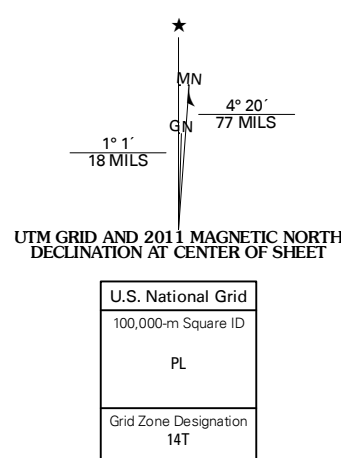 ★
MN
4° 20´
77 MILS
GN
1° 1´
18 MILS
UTM GRID AND 2011 MAGNETIC NORTH
DECLINATION AT CENTER OF SHEET
U.S. National Grid
100,000-m Square ID
PL
Grid Zone Designation
14T